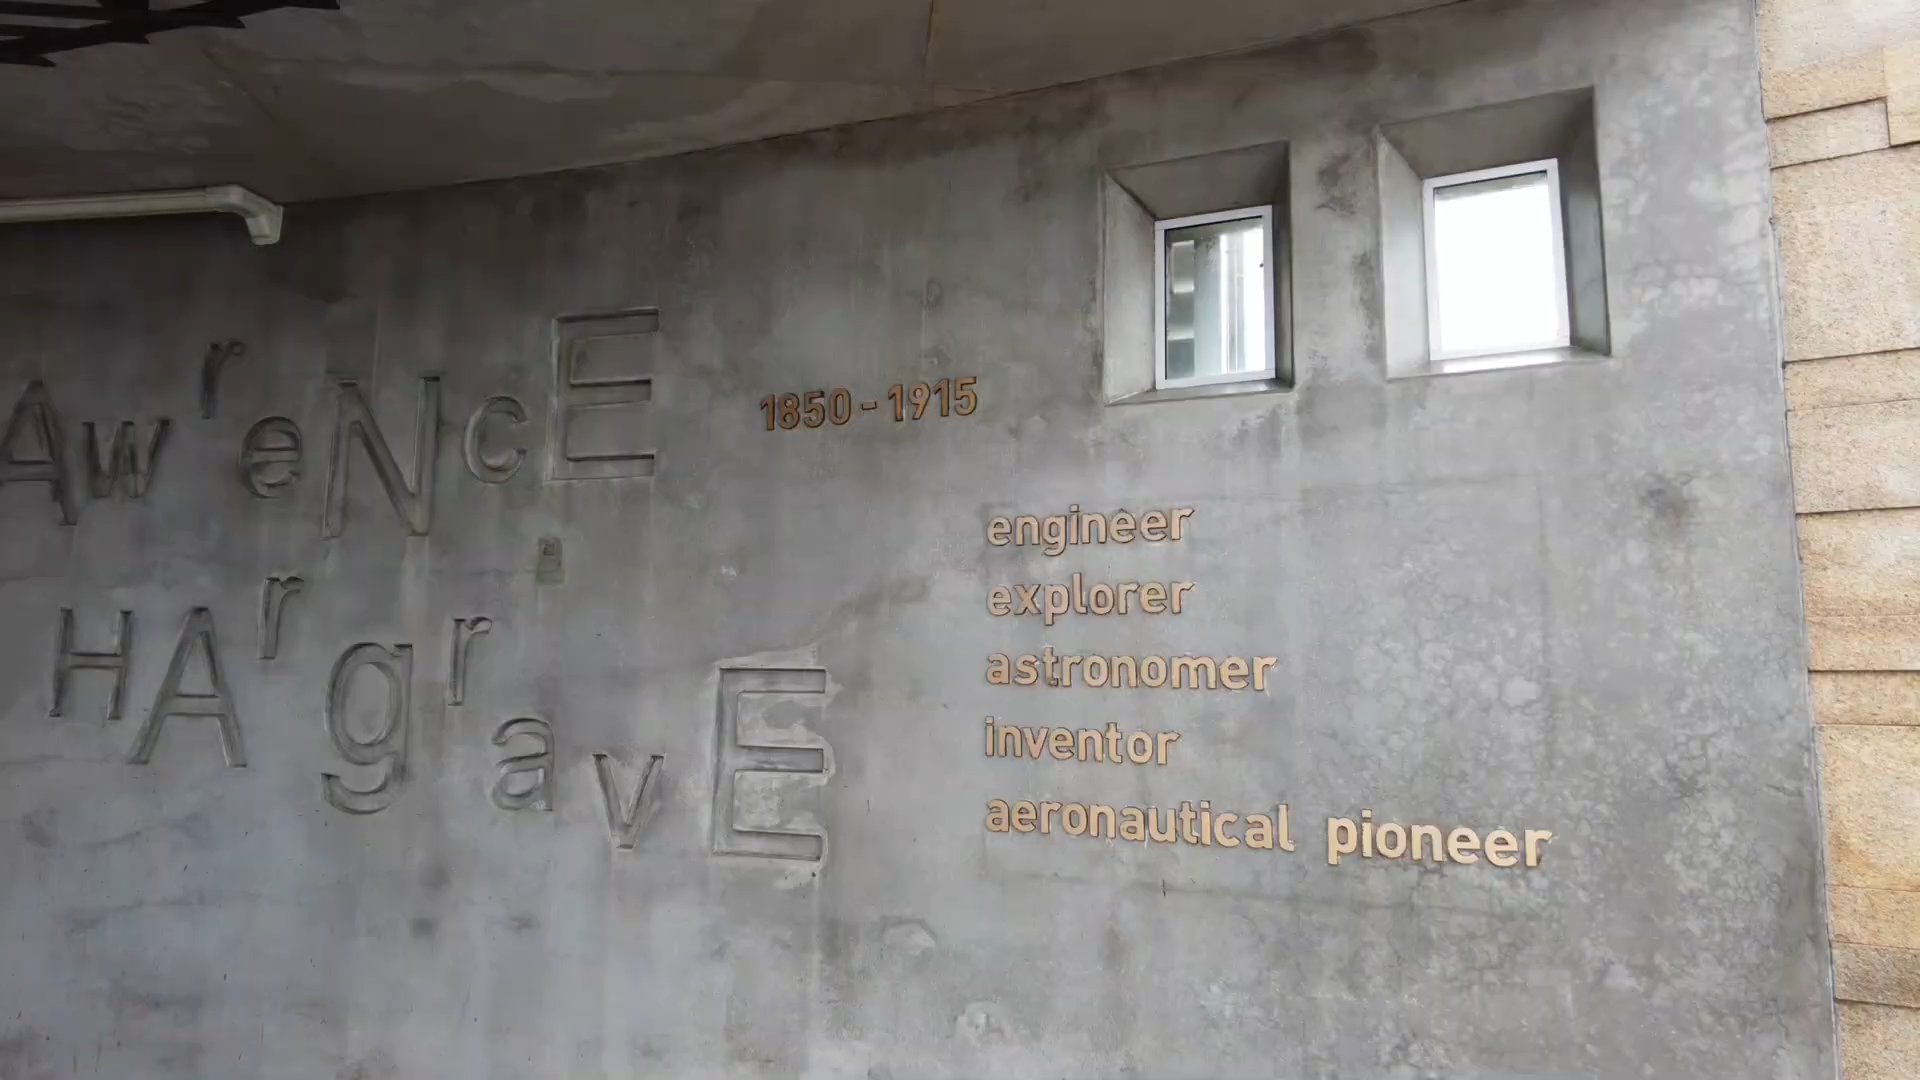 AwreNcE
1850-1915
HArgravE
engineer
explorer
astronomer
inventor
aeronautical pioneer